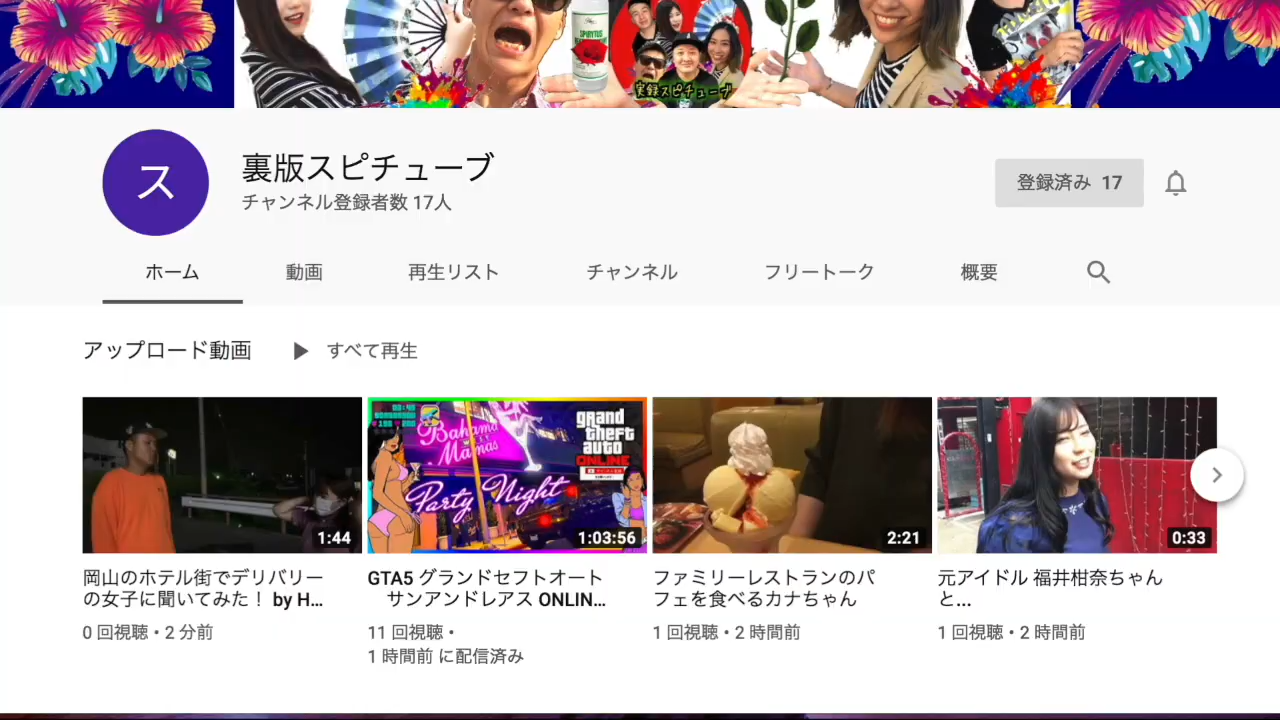 SPIRYTUS
実録スピチューブ
ス
裏版スピチューブ
チャンネル登録者数 17人
登録済み 17
ホーム
動画
再生リスト
チャンネル
フリートーク
概要
アップロード動画
すべて再生
1:44
Bahama
Mamas
Party Night
grand
theft
auto
ONLINE
1:03:56
2:21
0:33
岡山のホテル街でデリバリー
の女子に聞いてみた！ by H...
0 回視聴・2 分前
GTA5 グランドセフトオート
サンアンドレアス ONLIN...
11 回視聴・
1 時間前 に配信済み
ファミリーレストランのパ
フェを食べるカナちゃん
1 回視聴・2 時間前
元アイドル 福井柑奈ちゃん
と...
1 回視聴・2 時間前